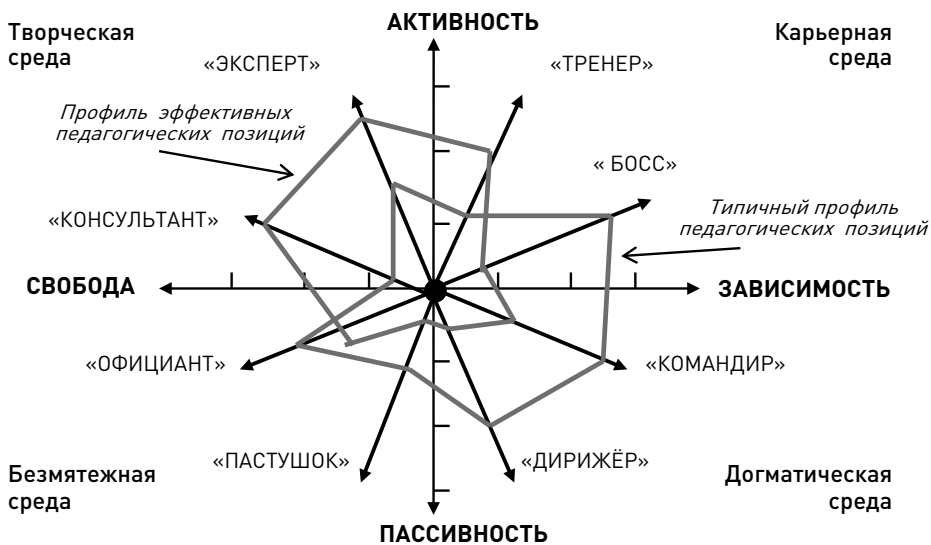 АКТИВНОСТЬ
Творческая
среда
Карьерная
среда
«ЭКСПЕРТ»
«ТРЕНЕР»
Профиль эффективных
педагогических позиций
« БОСС»
«КОНСУЛЬТАНТ»
Типичный профиль
педагогических позиций
СВОБОДА
ЗАВИСИМОСТЬ
«ОФИЦИАНТ»
«КОМАНДИР»
«ПАСТУШОК»
«ДИРИЖЁР»
Безмятежная
среда
Догматическая
среда
ПАССИВНОСТЬ